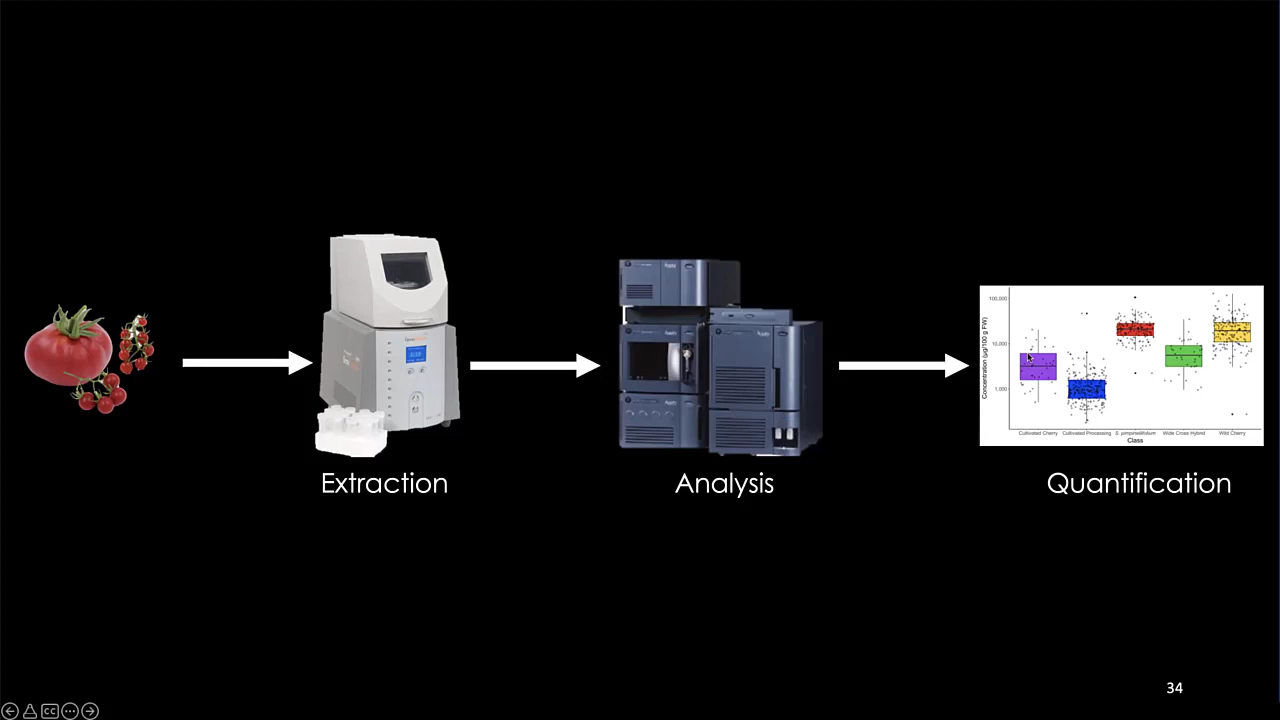 Extraction
Analysis
Quantification
Concentration (µg/100 g FW)
100,000
10,000
1,000
Cultivated Cherry
Cultivated Processing
S. pimpinellifolium
Wide Cross Hybrid
Wild Cherry
Class
34
CC